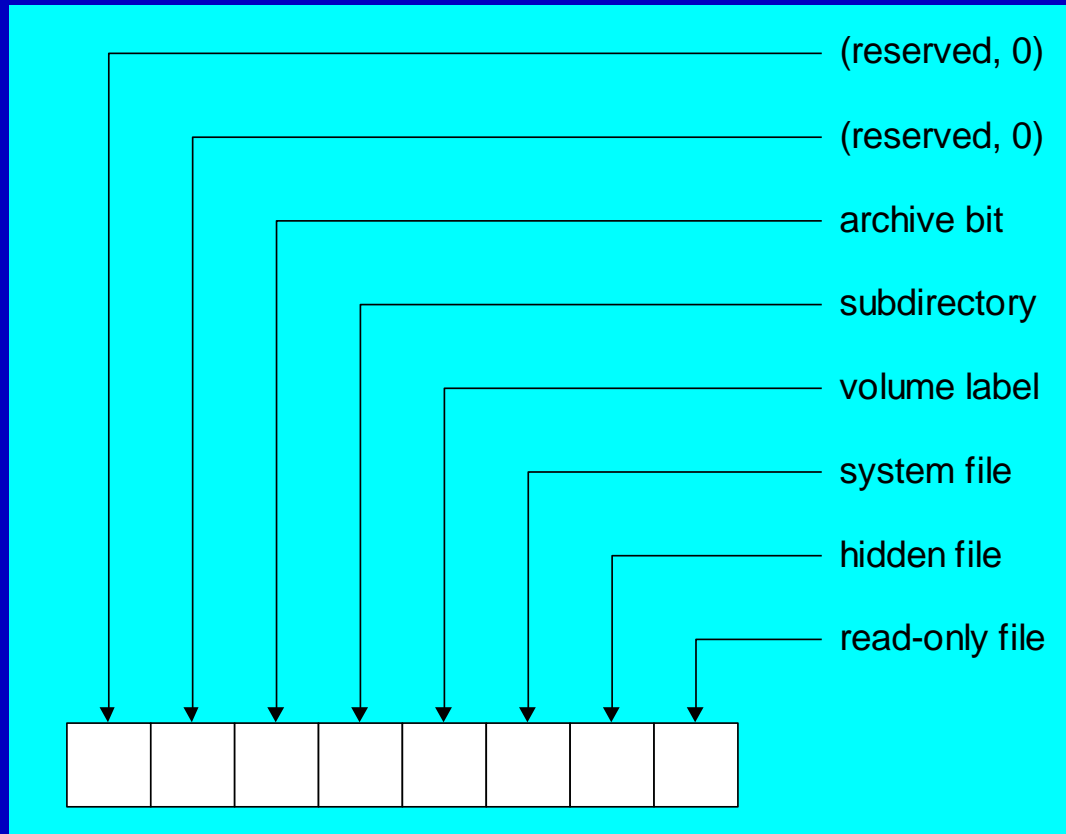 (reserved, 0)
(reserved, 0)
archive bit
subdirectory
volume label
system file
hidden file
read-only file